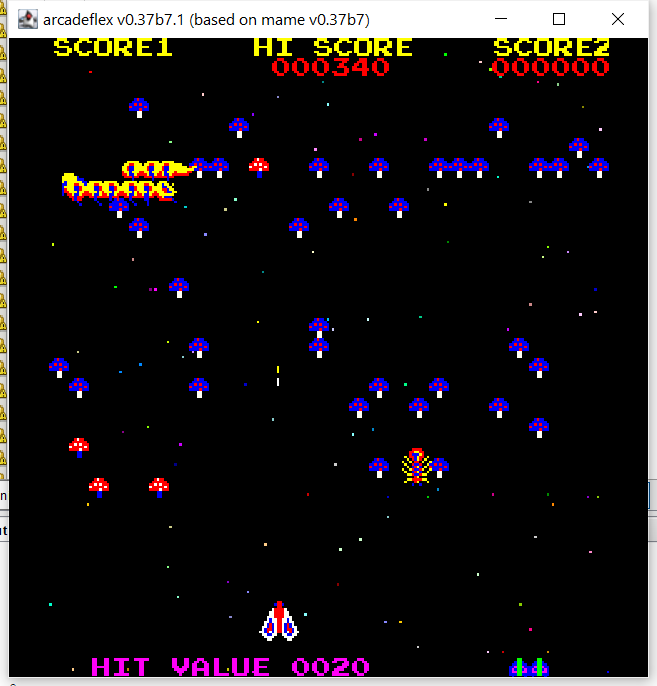 arcadeflex v0.37b7.1 (based on mame v0.37b7)
SCORE1 HI SCORE SCORE2
000340 000000
HIT VALUE 0020